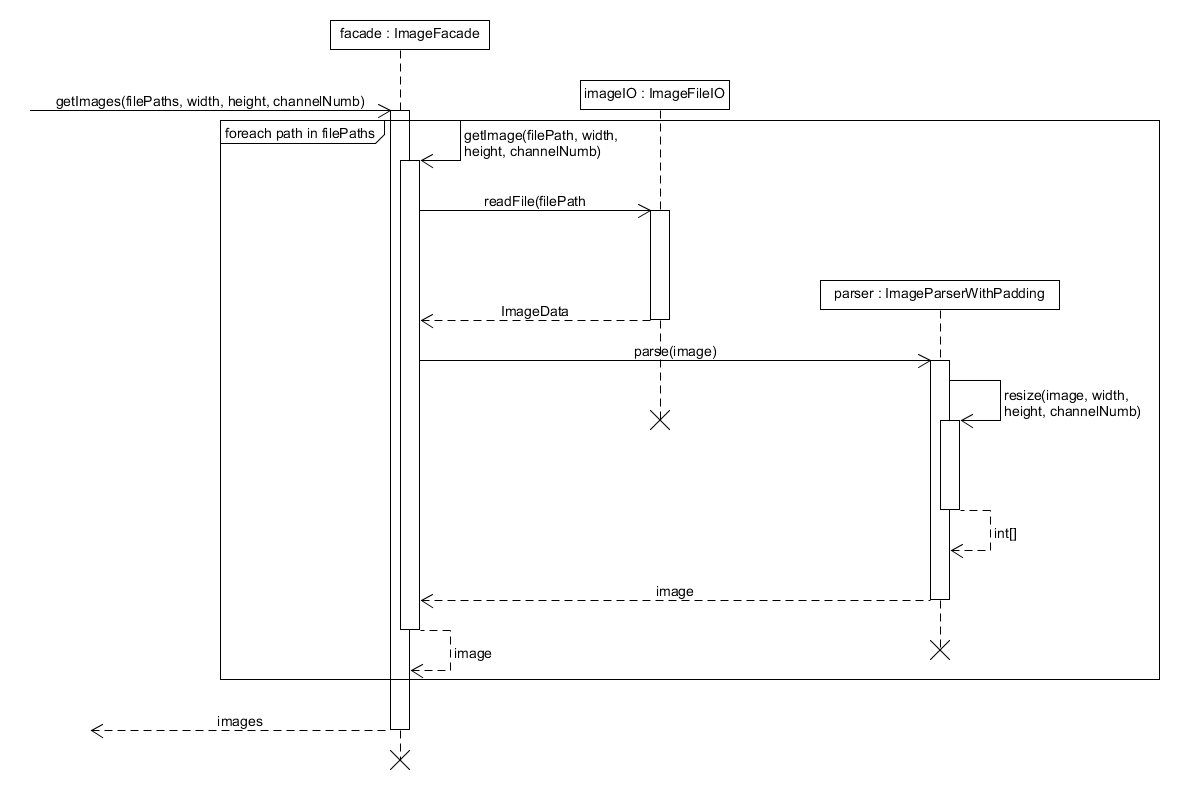 facade : ImageFacade
imageIO : ImageFileIO
getImages(filePaths, width, height, channelNumb)
foreach path in filePaths
getImage(filePath, width,
height, channelNumb)
readFile(filePath
parser : ImageParserWithPadding
ImageData
parse(image)
resize(image, width,
height, channelNumb)
int[]
image
image
images